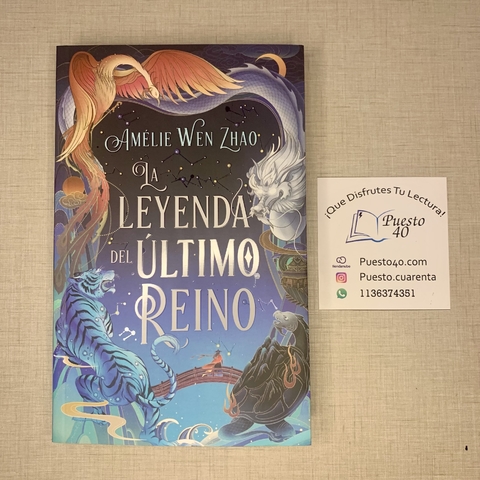 AMÉLIE WEN ZHAO
LA
LEYENDA
DEL ÚLTIMO
REINO
¡Que Disfrutes Tu Lectura!
Puesto
40
Puesto40.com
Puesto.cuarenta
1136374351